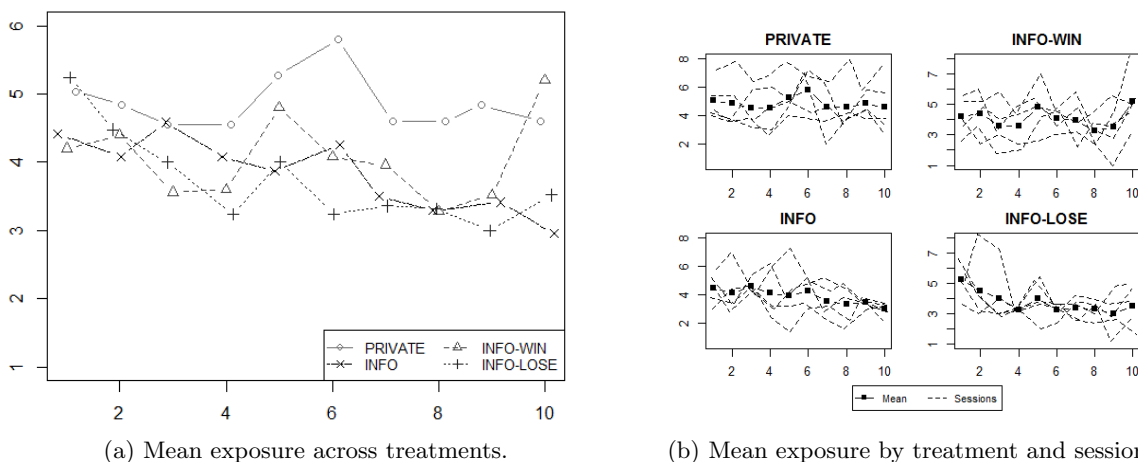 6
5
4
3
2
1
PRIVATE INFO-WIN
INFO INFO-LOSE
2 4 6 8 10
(a) Mean exposure across treatments.
PRIVATE
8
6
4
2
2 4 6 8 10
INFO-WIN
7
5
3
1
2 4 6 8 10
INFO
8
6
4
2
2 4 6 8 10
INFO-LOSE
7
5
3
1
2 4 6 8 10
Mean Sessions
(b) Mean exposure by treatment and session